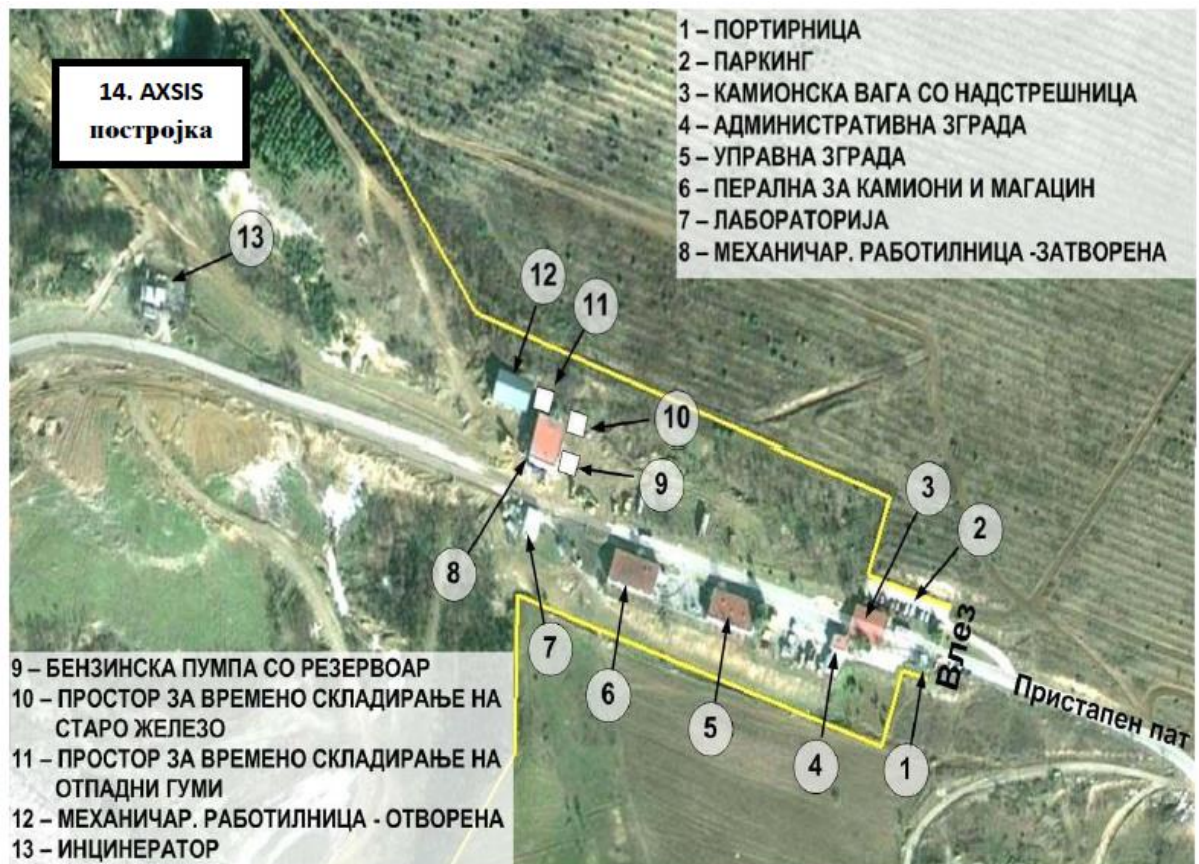 14. AXSIS
постројка
1 – ПОРТИРНИЦА
2 – ПАРКИНГ
3 – КАМИОНСКА ВАГА СО НАДСТРЕШНИЦА
4 – АДМИНИСТРАТИВНА ЗГРАДА
5 – УПРАВНА ЗГРАДА
6 – ПЕРАЛНА ЗА КАМИОНИ И МАГАЦИН
7 – ЛАБОРАТОРИЈА
8 – МЕХАНИЧАР. РАБОТИЛНИЦА -ЗАТВОРЕНА
13
12
11
10
9
3
2
8
7
6
5
4
1
Влез
Пристапен пат
9 – БЕНЗИНСКА ПУМПА СО РЕЗЕРВОАР
10 – ПРОСТОР ЗА ВРЕМЕНО СКЛАДИРАЊЕ НА
СТАРО ЖЕЛЕЗО
11 – ПРОСТОР ЗА ВРЕМЕНО СКЛАДИРАЊЕ НА
ОТПАДНИ ГУМИ
12 – МЕХАНИЧАР. РАБОТИЛНИЦА - ОТВОРЕНА
13 – ИНЦИНЕРАТОР